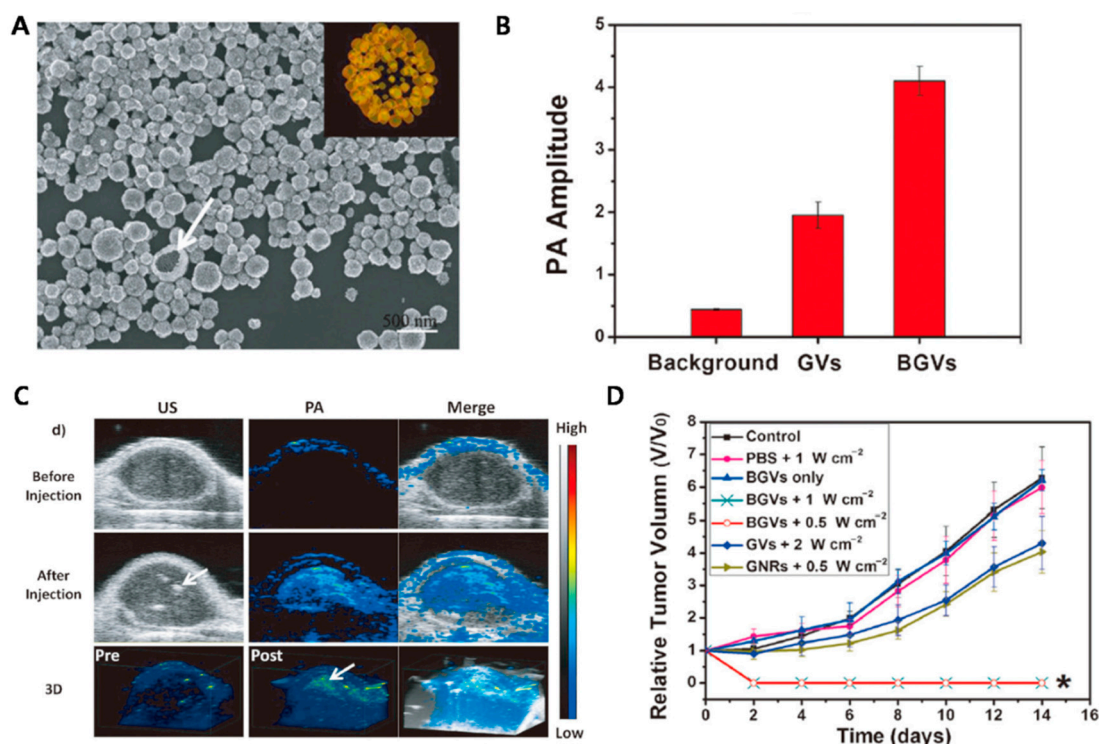 A
500 nm
B
PA Amplitude
5
4
3
2
1
0
Background GVs BGVs
C
US PA Merge
d)
Before
Injection
After
Injection
3D
Pre
Post
High
Low
D
Relative Tumor Volumn (V/V0)
8
7
6
5
4
3
2
1
0
Control
PBS + 1 W cm⁻²
BGVs only
BGVs + 1 W cm⁻²
BGVs + 0.5 W cm⁻²
GVs + 2 W cm⁻²
GNRs + 0.5 W cm⁻²
*
0 2 4 6 8 10 12 14 16
Time (days)